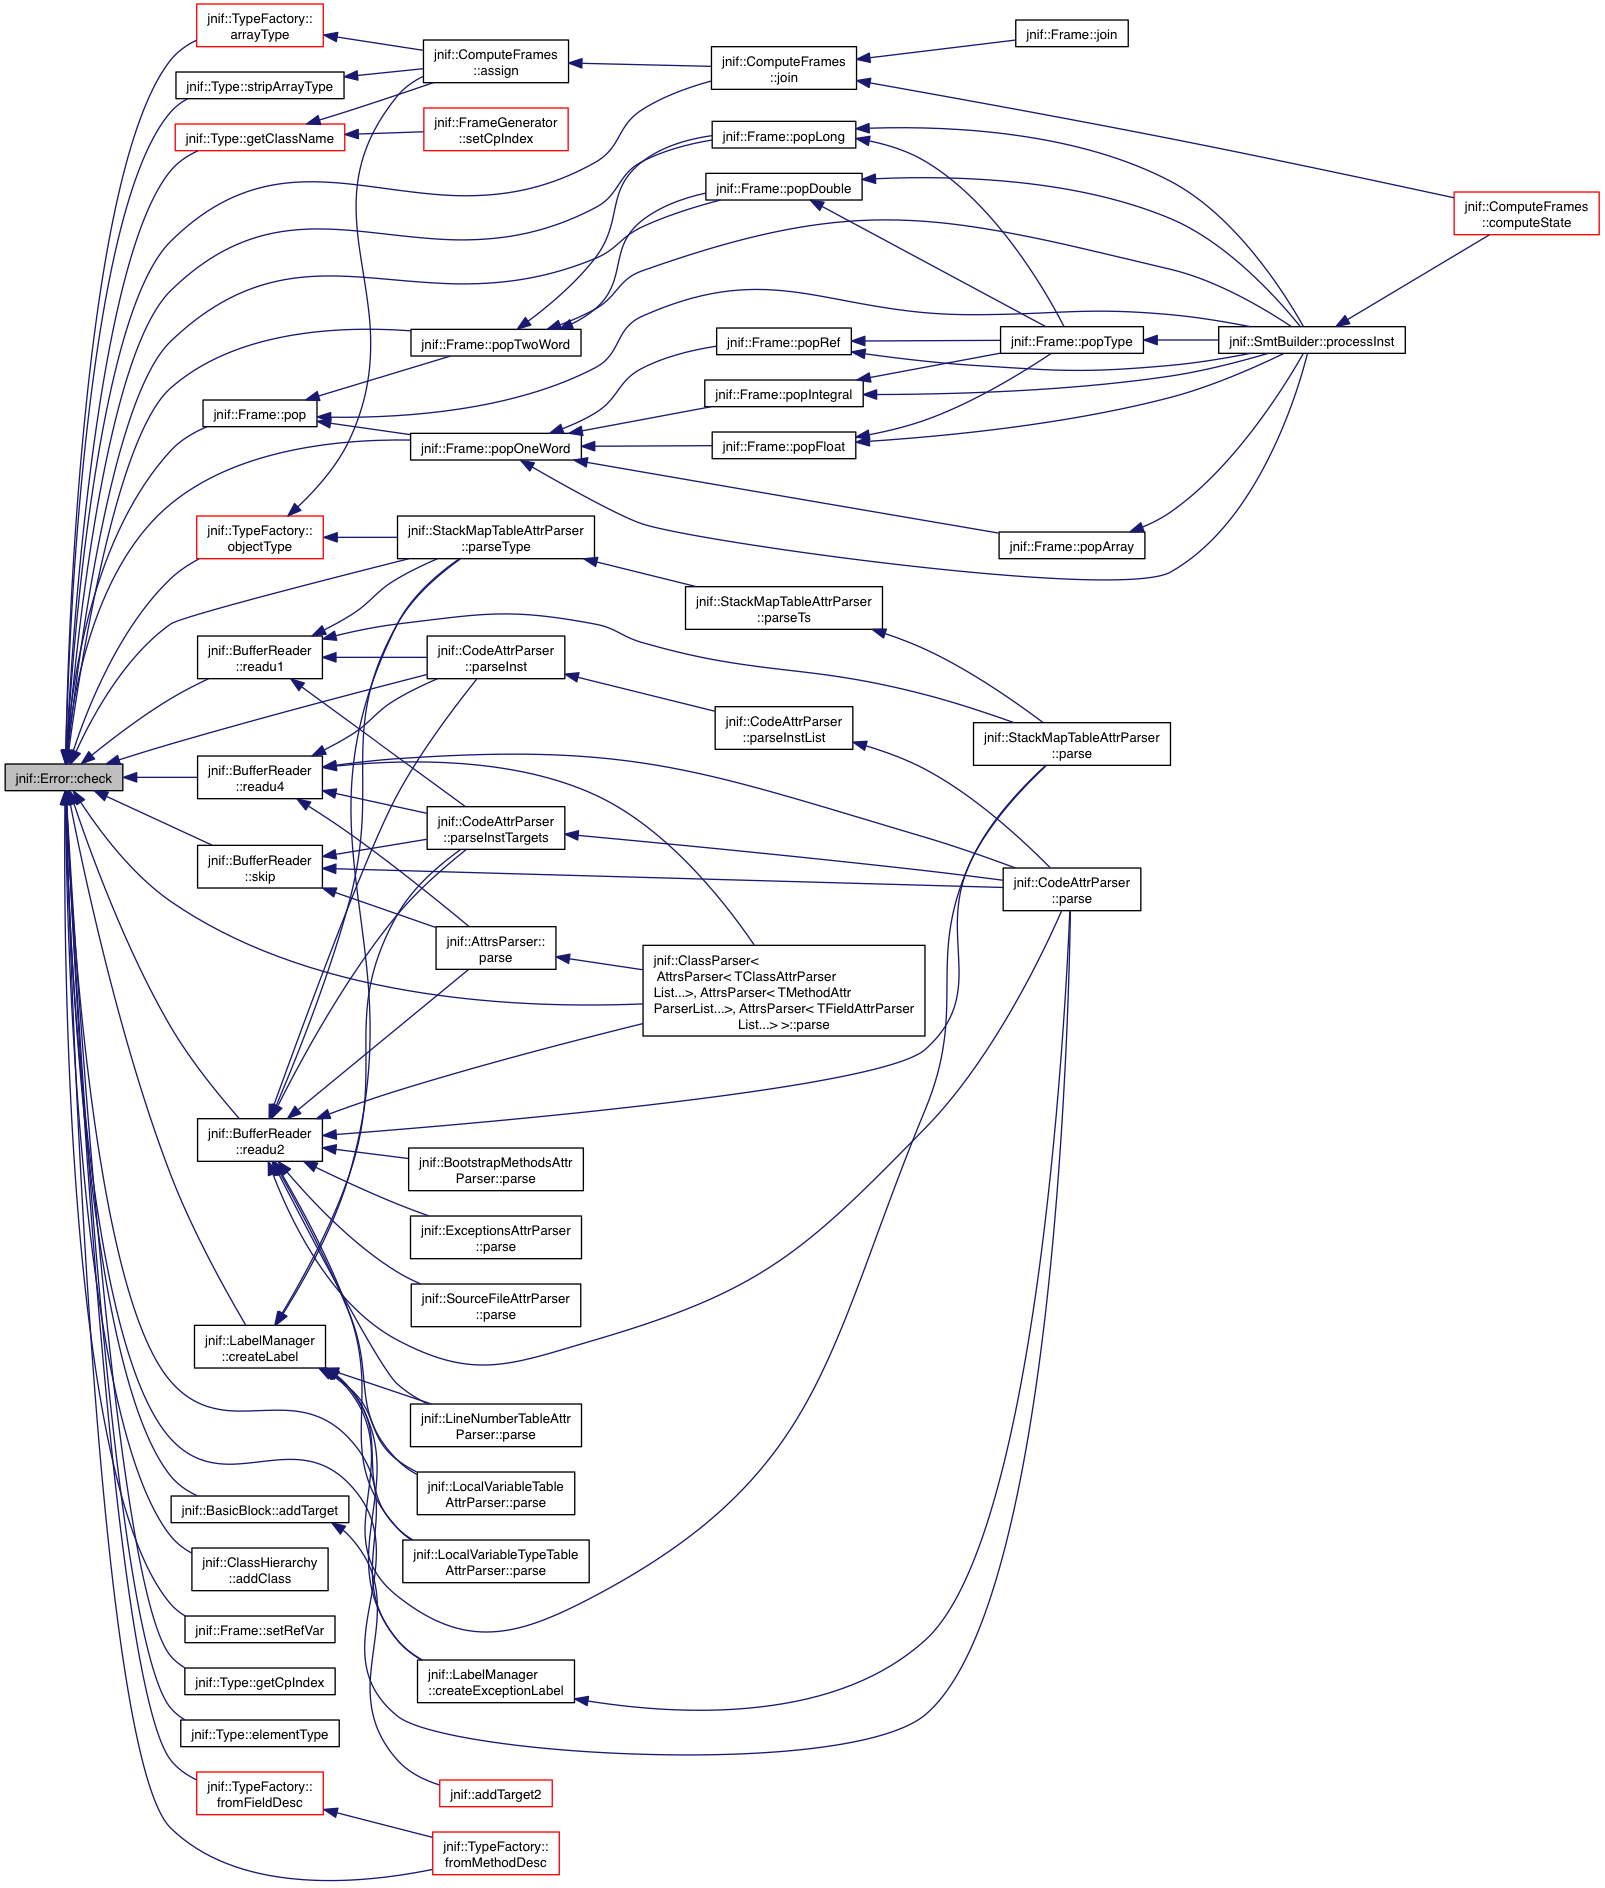 jnif::TypeFactory::
arrayType
jnif::Type::stripArrayType
jnif::Type::getClassName
jnif::ComputeFrames
::assign
jnif::FrameGenerator
::setCpIndex
jnif::ComputeFrames
::join
jnif::Frame::join
jnif::Frame::popLong
jnif::Frame::popDouble
jnif::ComputeFrames
::computeState
jnif::Frame::popTwoWord
jnif::Frame::popRef
jnif::Frame::popType
jnif::SmtBuilder::processInst
jnif::Frame::popIntegral
jnif::Frame::pop
jnif::Frame::popOneWord
jnif::Frame::popFloat
jnif::TypeFactory::
objectType
jnif::StackMapTableAttrParser
::parseType
jnif::Frame::popArray
jnif::StackMapTableAttrParser
::parseTs
jnif::BufferReader
::readu1
jnif::CodeAttrParser
::parseInst
jnif::CodeAttrParser
::parseInstList
jnif::StackMapTableAttrParser
::parse
jnif::Error::check
jnif::BufferReader
::readu4
jnif::CodeAttrParser
::parseInstTargets
jnif::BufferReader
::skip
jnif::CodeAttrParser
::parse
jnif::AttrsParser::
parse
jnif::ClassParser<
AttrsParser< TClassAttrParser
List...>, AttrsParser< TMethodAttr
ParserList...>, AttrsParser< TFieldAttrParser
List...> >::parse
jnif::BufferReader
::readu2
jnif::BootstrapMethodsAttr
Parser::parse
jnif::ExceptionsAttrParser
::parse
jnif::SourceFileAttrParser
::parse
jnif::LabelManager
::createLabel
jnif::LineNumberTableAttr
Parser::parse
jnif::LocalVariableTable
AttrParser::parse
jnif::BasicBlock::addTarget
jnif::LocalVariableTypeTable
AttrParser::parse
jnif::ClassHierarchy
::addClass
jnif::Frame::setRefVar
jnif::Type::getCpIndex
jnif::LabelManager
::createExceptionLabel
jnif::Type::elementType
jnif::TypeFactory::
fromFieldDesc
jnif::addTarget2
jnif::TypeFactory::
fromMethodDesc